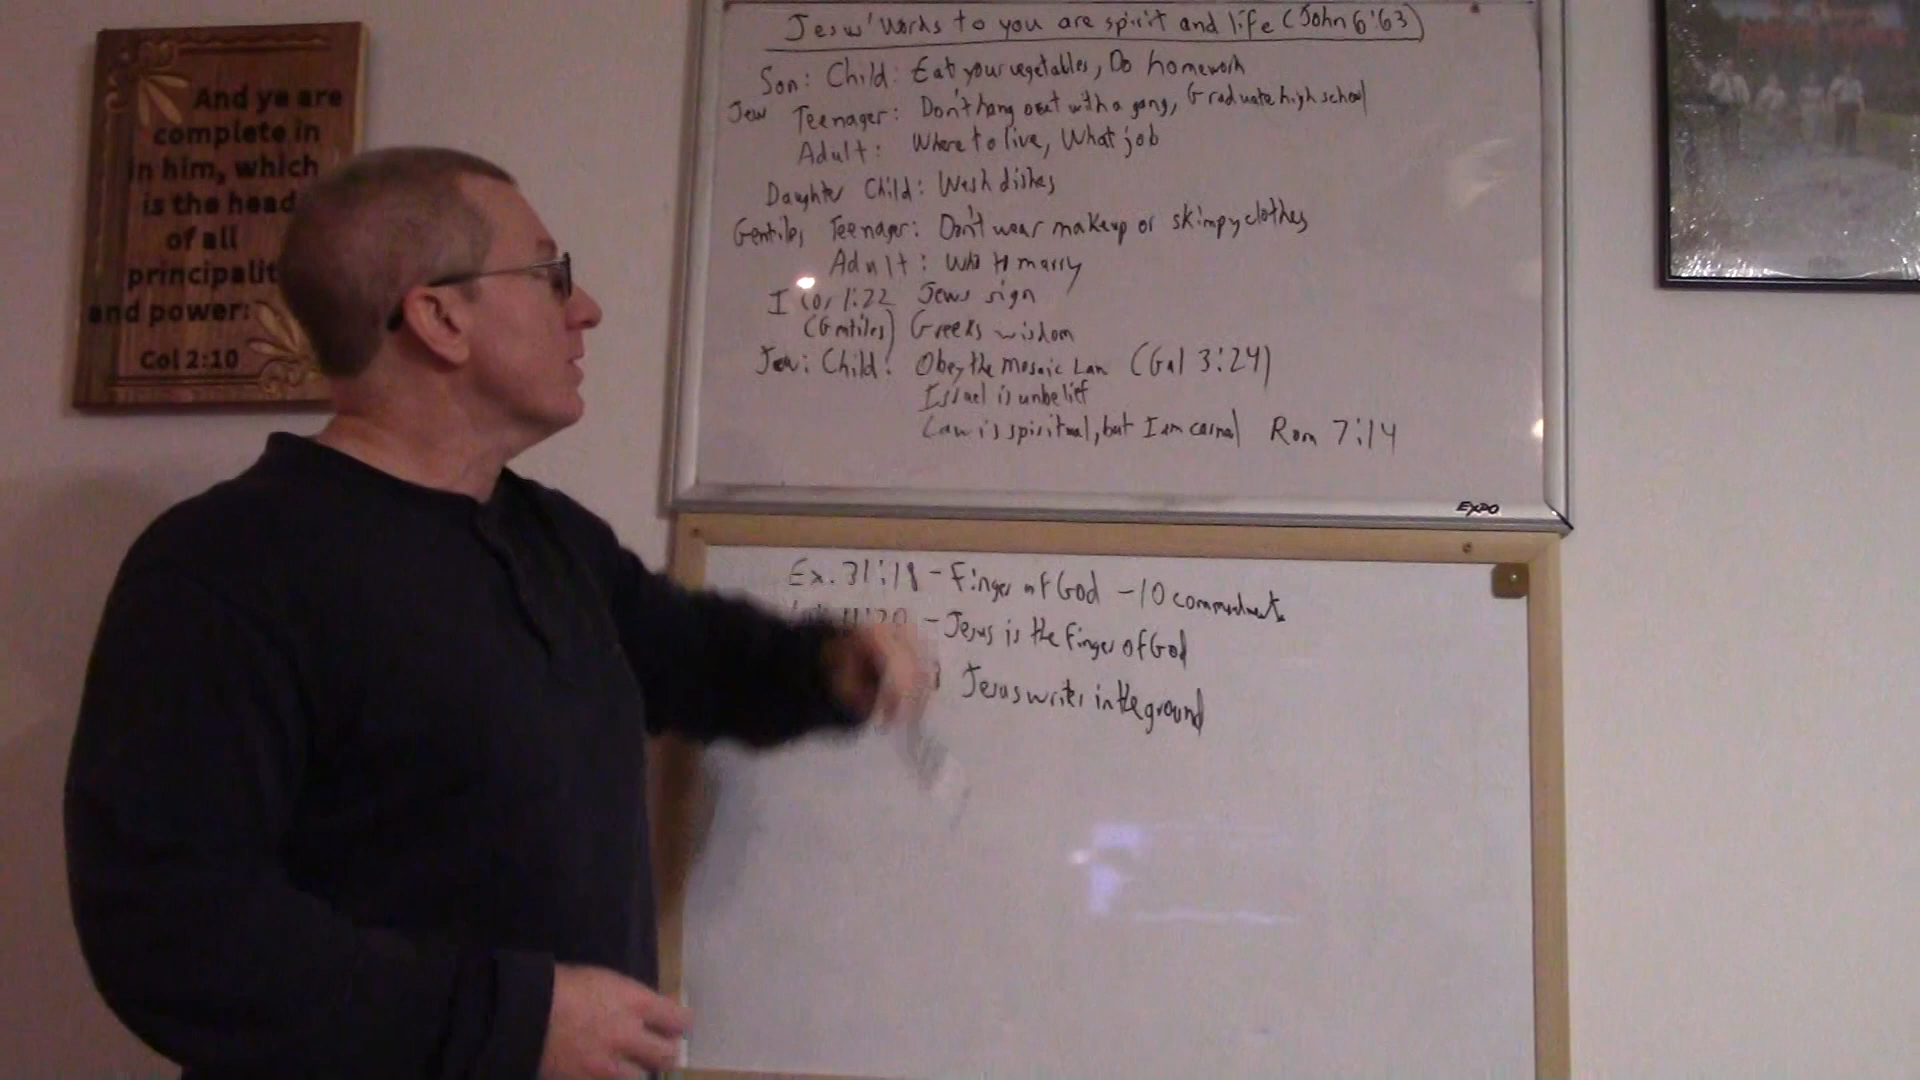 And ye are
complete in
in him, which
is the head
of all
principalit
and power:
Col 2:10
Jesus' words to you are spirit and life (John 6:63)
Son: Child: Eat your vegetables, Do homework
Jew Teenager: Don't hang out with a gang, Graduate high school
Adult: Where to live, What job
Daughter Child: Wash dishes
Gentiles Teenager: Don't wear makeup or skimpy clothes
Adult: Who to marry
I Cor 1:22 Jews sign
(Gentiles) Greeks wisdom
Jew: Child: Obey the Mosaic Law (Gal 3:24)
Israel is unbelief
Law is spiritual, but I am carnal Rom 7:14
EXPO
Ex. 31:18 - Finger of God - 10 commandments
11:20 - Jesus is the Finger of God
Jesus writes in the ground